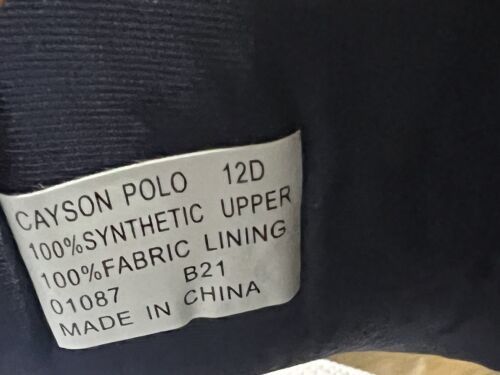 CAYSON POLO 12D
100%SYNTHETIC UPPER
100%FABRIC LINING
01087 B21
MADE IN CHINA